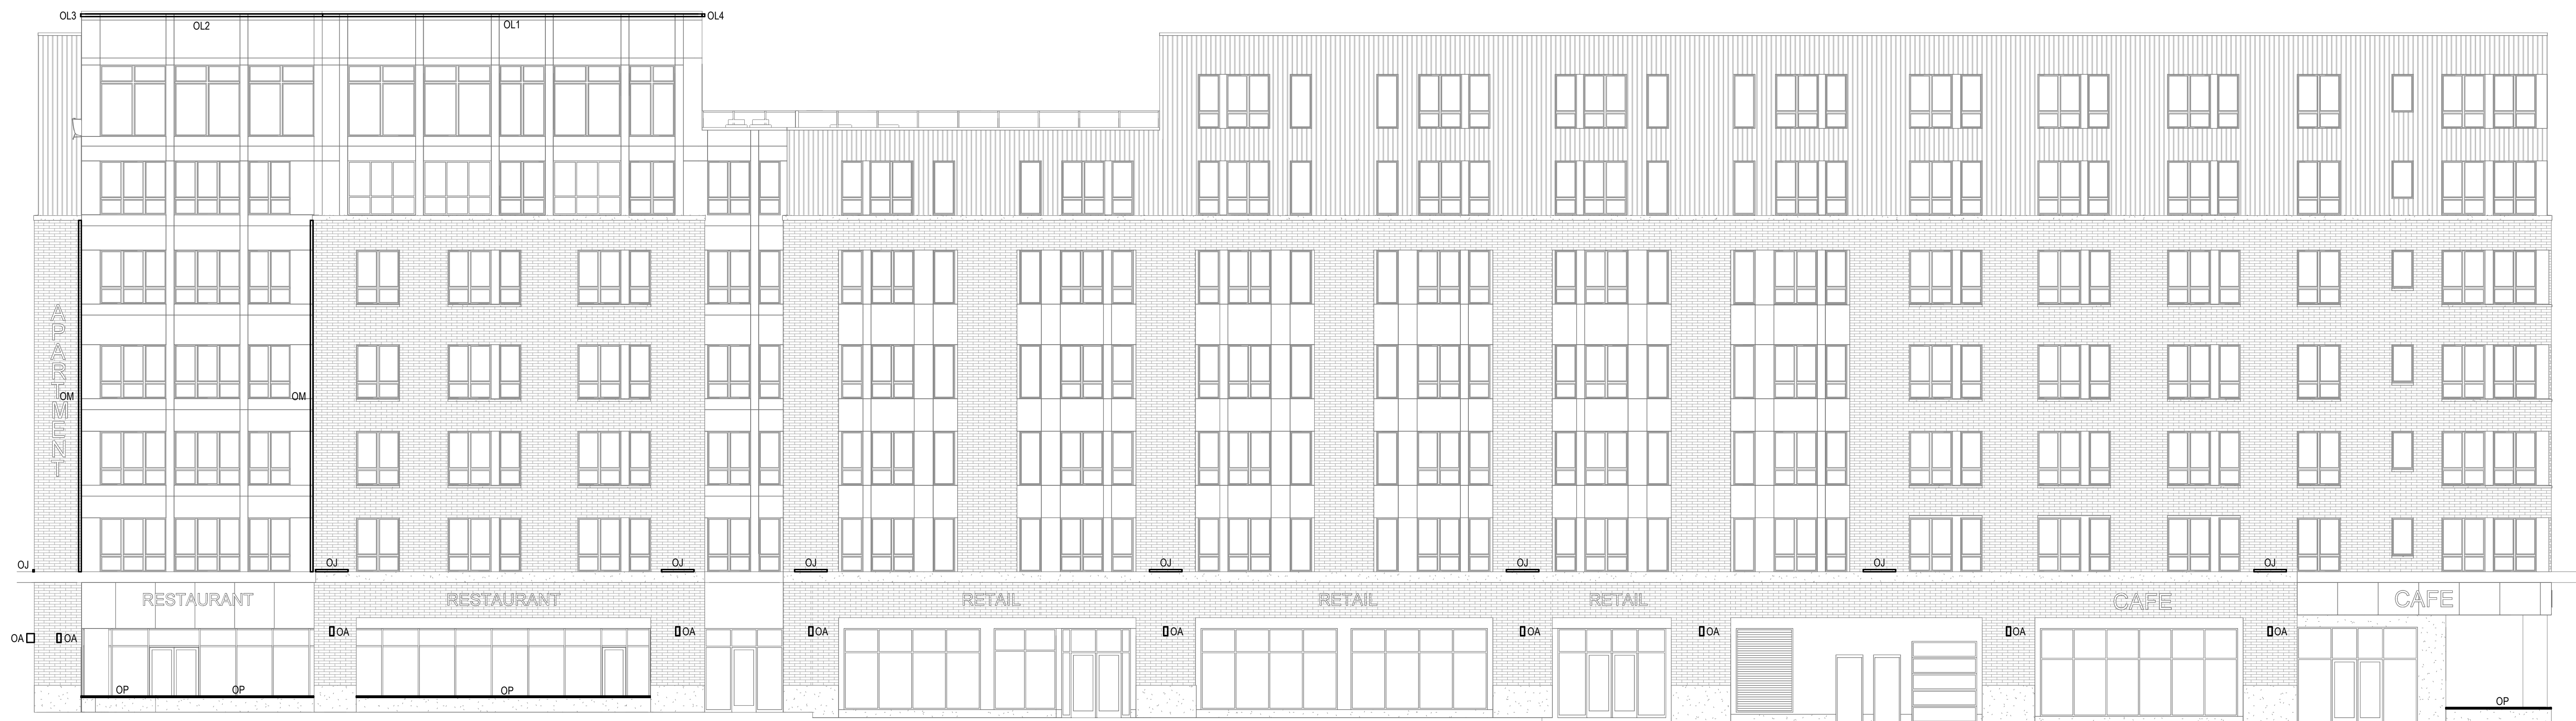 OL3
OL4
OL2
OL1
APARTMENT
OM
OM
OJ
OJ
OJ
OJ
OJ
OJ
OJ
OJ
RESTAURANT
RESTAURANT
RETAIL
RETAIL
RETAIL
CAFE
CAFE
OA
OA
OA
OA
OA
OA
OA
OA
OA
OA
OP
OP
OP
OP